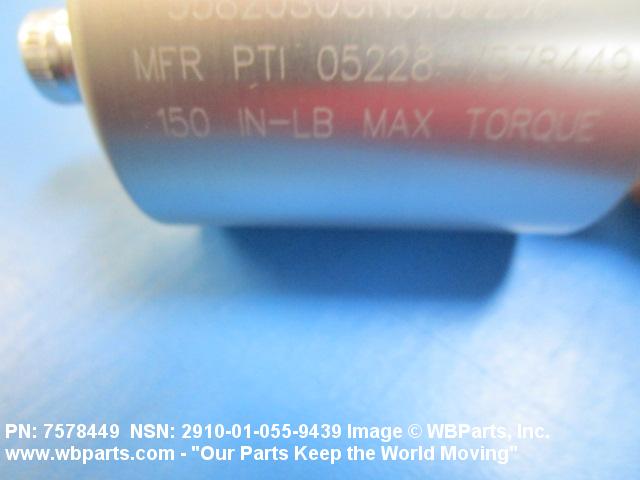 MFR PTI 05228-7578449
150 IN-LB MAX TORQUE
PN: 7578449 NSN: 2910-01-055-9439 Image © WBParts, Inc.
www.wbparts.com - "Our Parts Keep the World Moving"